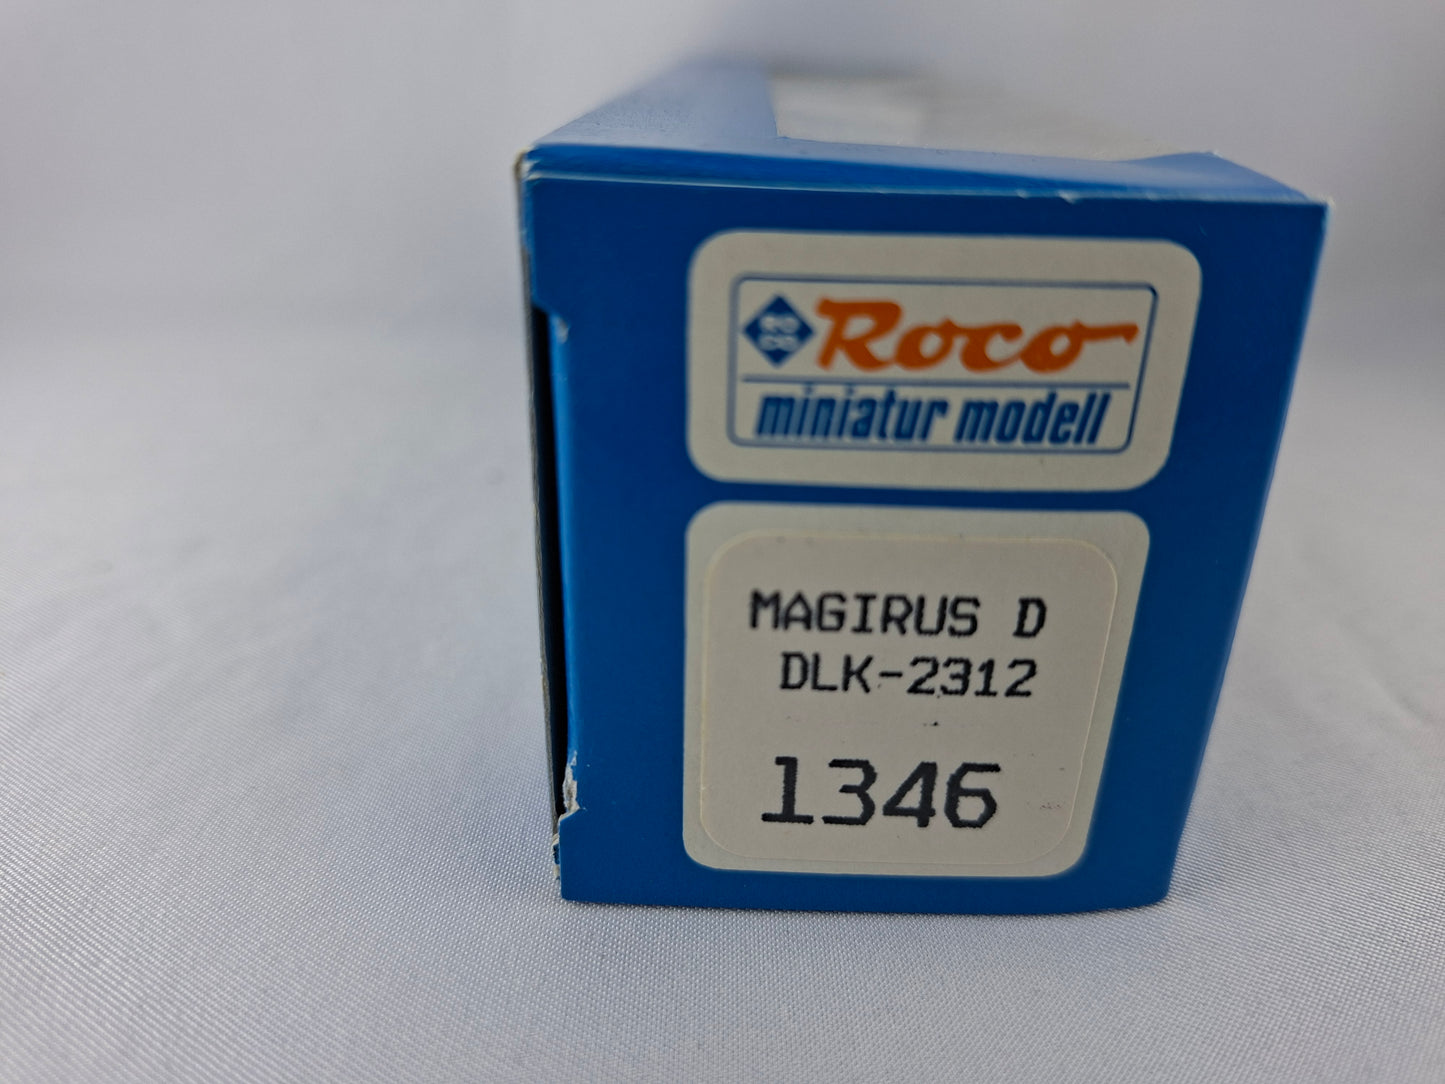 Roco
miniatur modell
MAGIRUS D
DLK-2312
1346